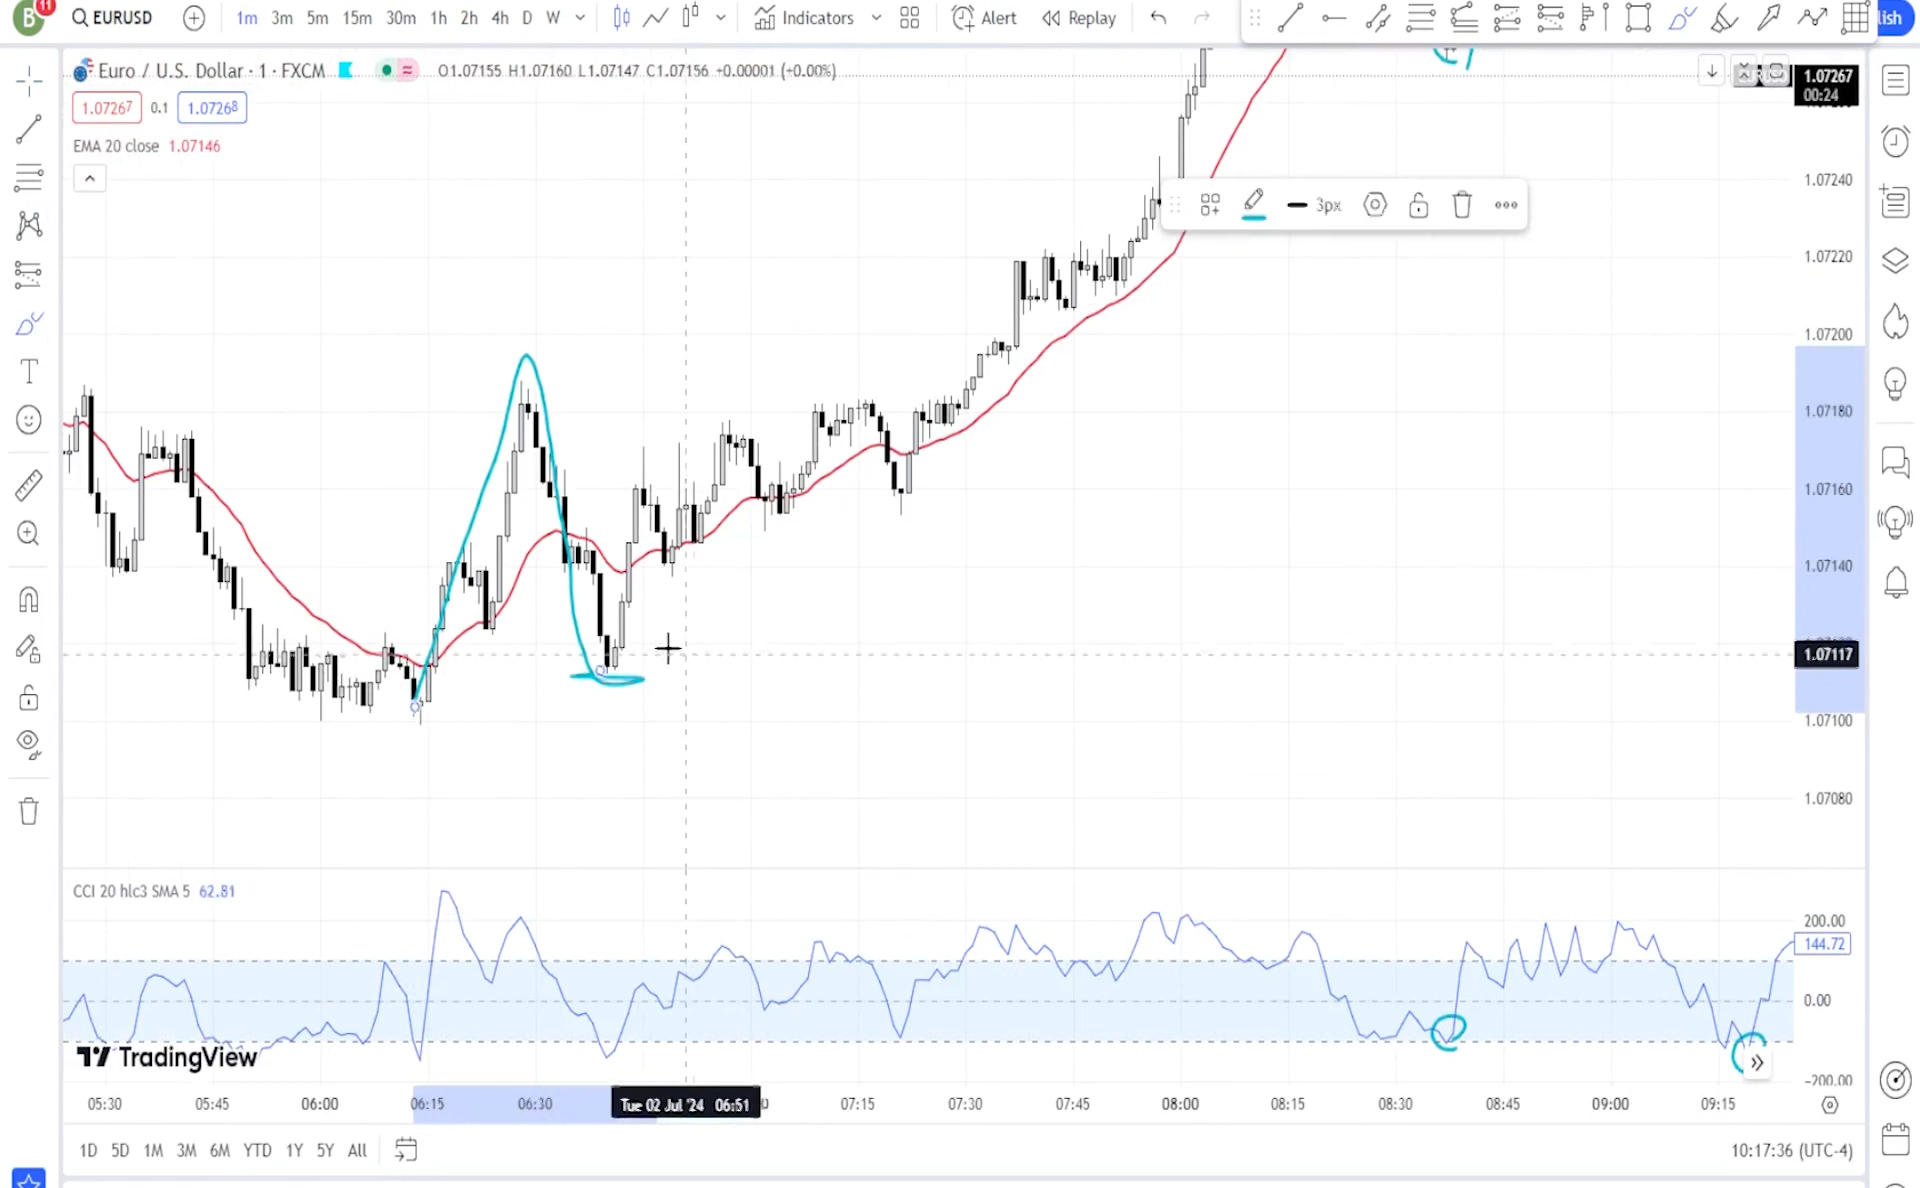 B 11 EURUSD 1m 3m 5m 15m 30m 1h 2h 4h D W Indicators Alert Replay lish
Euro / U.S. Dollar · 1 · FXCM O1.07155 H1.07160 L1.07147 C1.07156 +0.00001 (+0.00%)
1.07267 0.1 1.07268
EMA 20 close 1.07146
1.07267
00:24
3px
1.07240
1.07220
1.07200
1.07180
1.07160
1.07140
1.07117
1.07100
1.07080
CCI 20 hlc3 SMA 5 62.81
200.00
144.72
0.00
-200.00
TradingView
05:30 05:45 06:00 06:15 06:30 Tue 02 Jul '24 06:51 07:15 07:30 07:45 08:00 08:15 08:30 08:45 09:00 09:15
1D 5D 1M 3M 6M YTD 1Y 5Y All 10:17:36 (UTC-4)